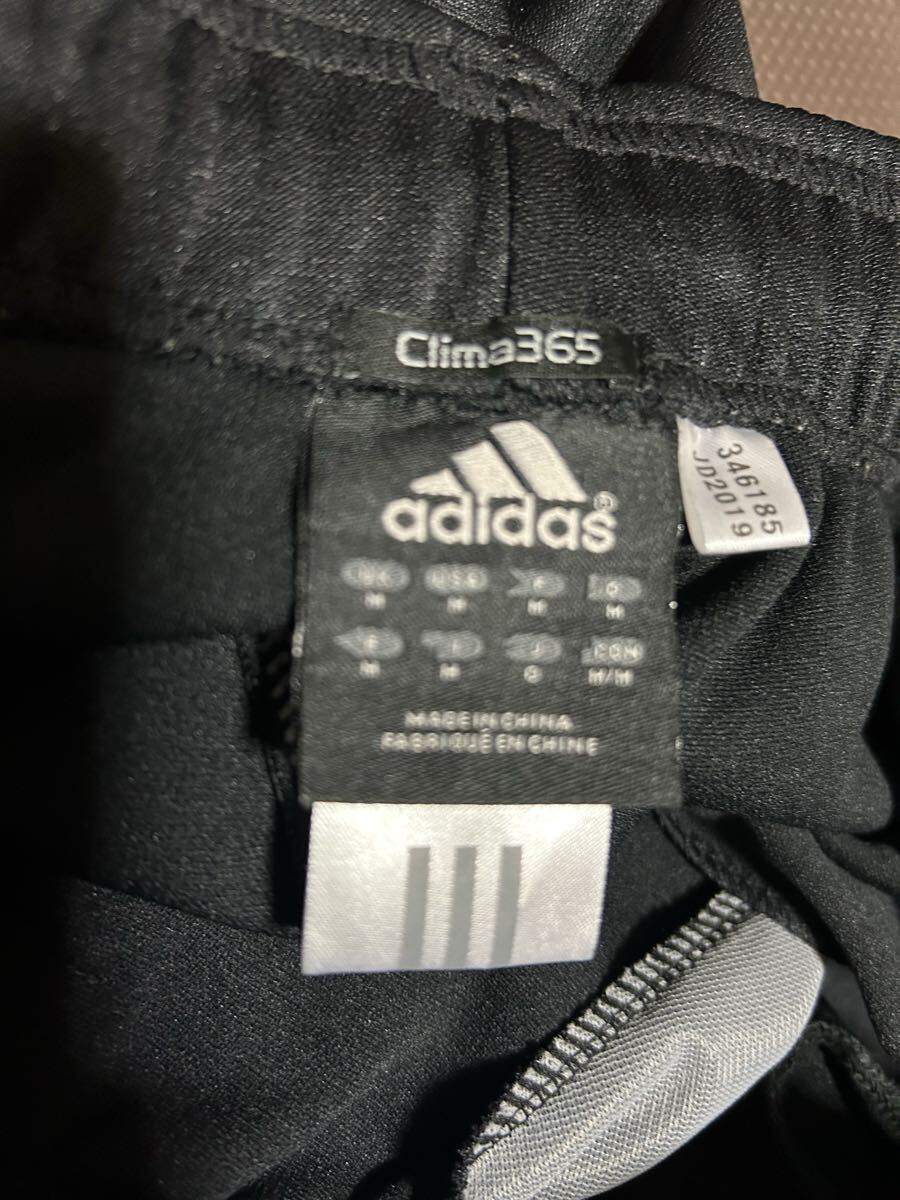 Clima365
adidas®
346185
JD2019
UK USA F D
M M M M
E I J CHN
M M O M/M
MADE IN CHINA
FABRIQUÉ EN CHINE